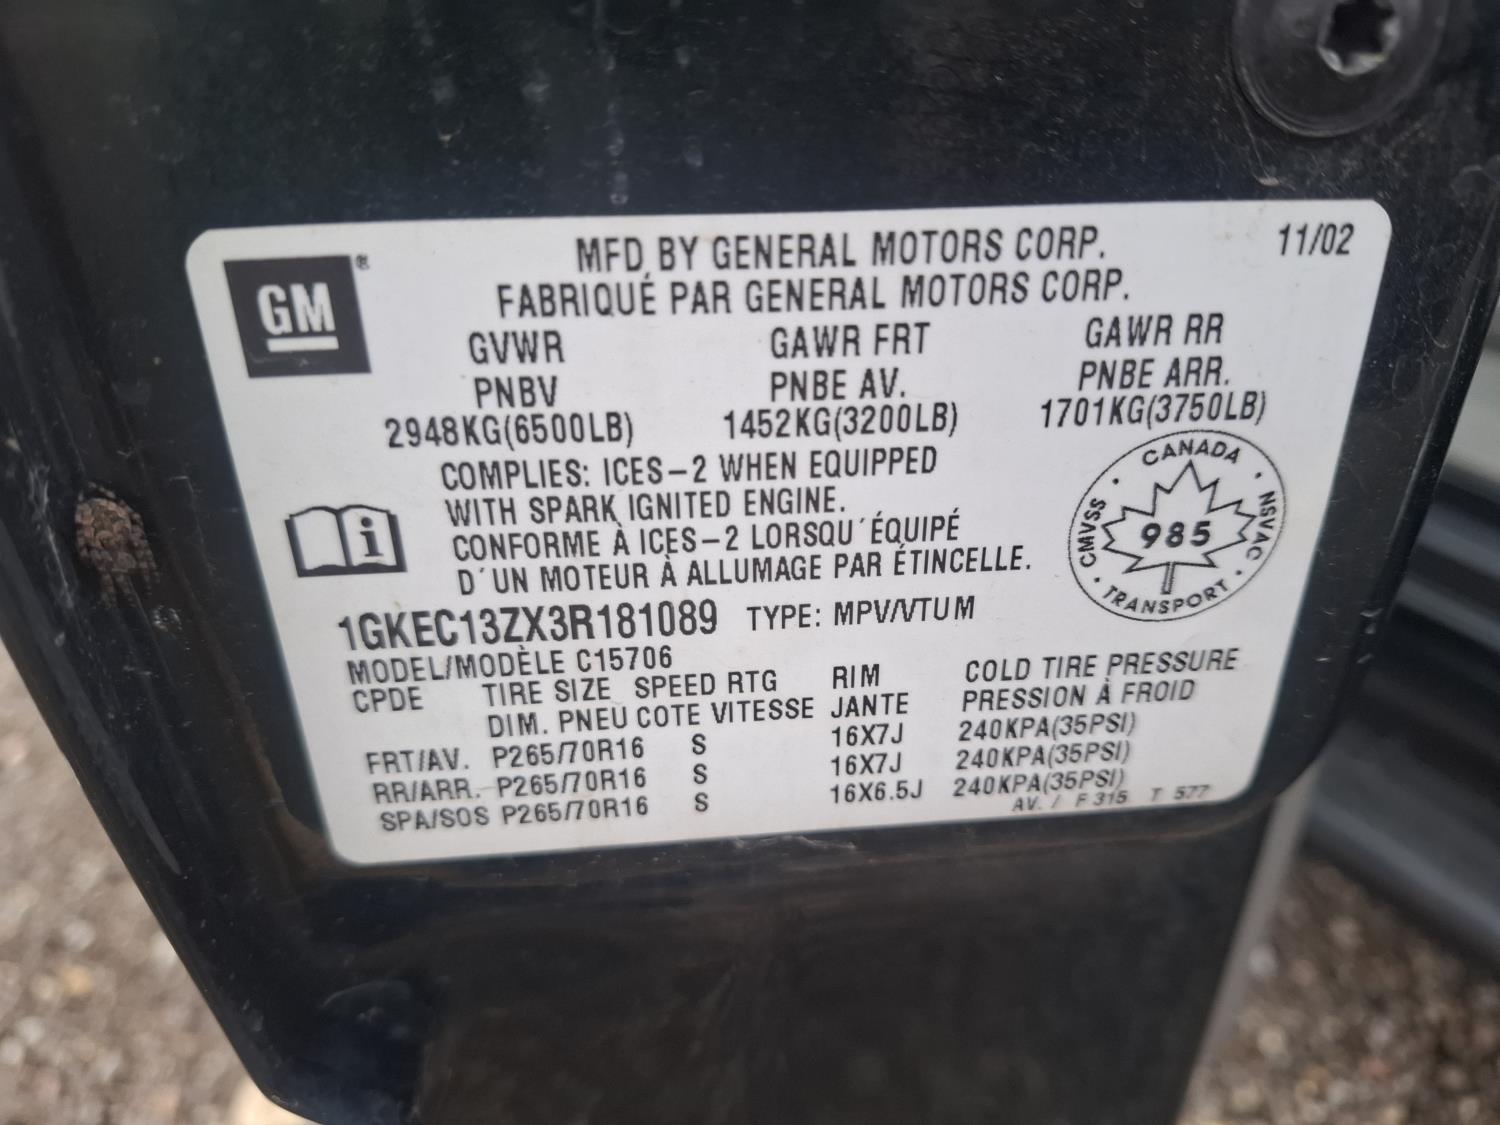 GM®
MFD BY GENERAL MOTORS CORP. 11/02
FABRIQUÉ PAR GENERAL MOTORS CORP.
GVWR GAWR FRT GAWR RR
PNBV PNBE AV. PNBE ARR.
2948KG(6500LB) 1452KG(3200LB) 1701KG(3750LB)
COMPLIES: ICES-2 WHEN EQUIPPED
WITH SPARK IGNITED ENGINE.
CONFORME À ICES-2 LORSQU'ÉQUIPÉ
D'UN MOTEUR À ALLUMAGE PAR ÉTINCELLE.
i
CANADA
CMVSS · NSVAC
985
· TRANSPORT ·
1GKEC13ZX3R181089 TYPE: MPV/VTUM
MODEL/MODÈLE C15706
CPDE TIRE SIZE SPEED RTG RIM COLD TIRE PRESSURE
DIM. PNEU COTE VITESSE JANTE PRESSION À FROID
FRT/AV. P265/70R16 S 16X7J 240KPA(35PSI)
RR/ARR. P265/70R16 S 16X7J 240KPA(35PSI)
SPA/SOS P265/70R16 S 16X6.5J 240KPA(35PSI)
AV. / F 315 T 577